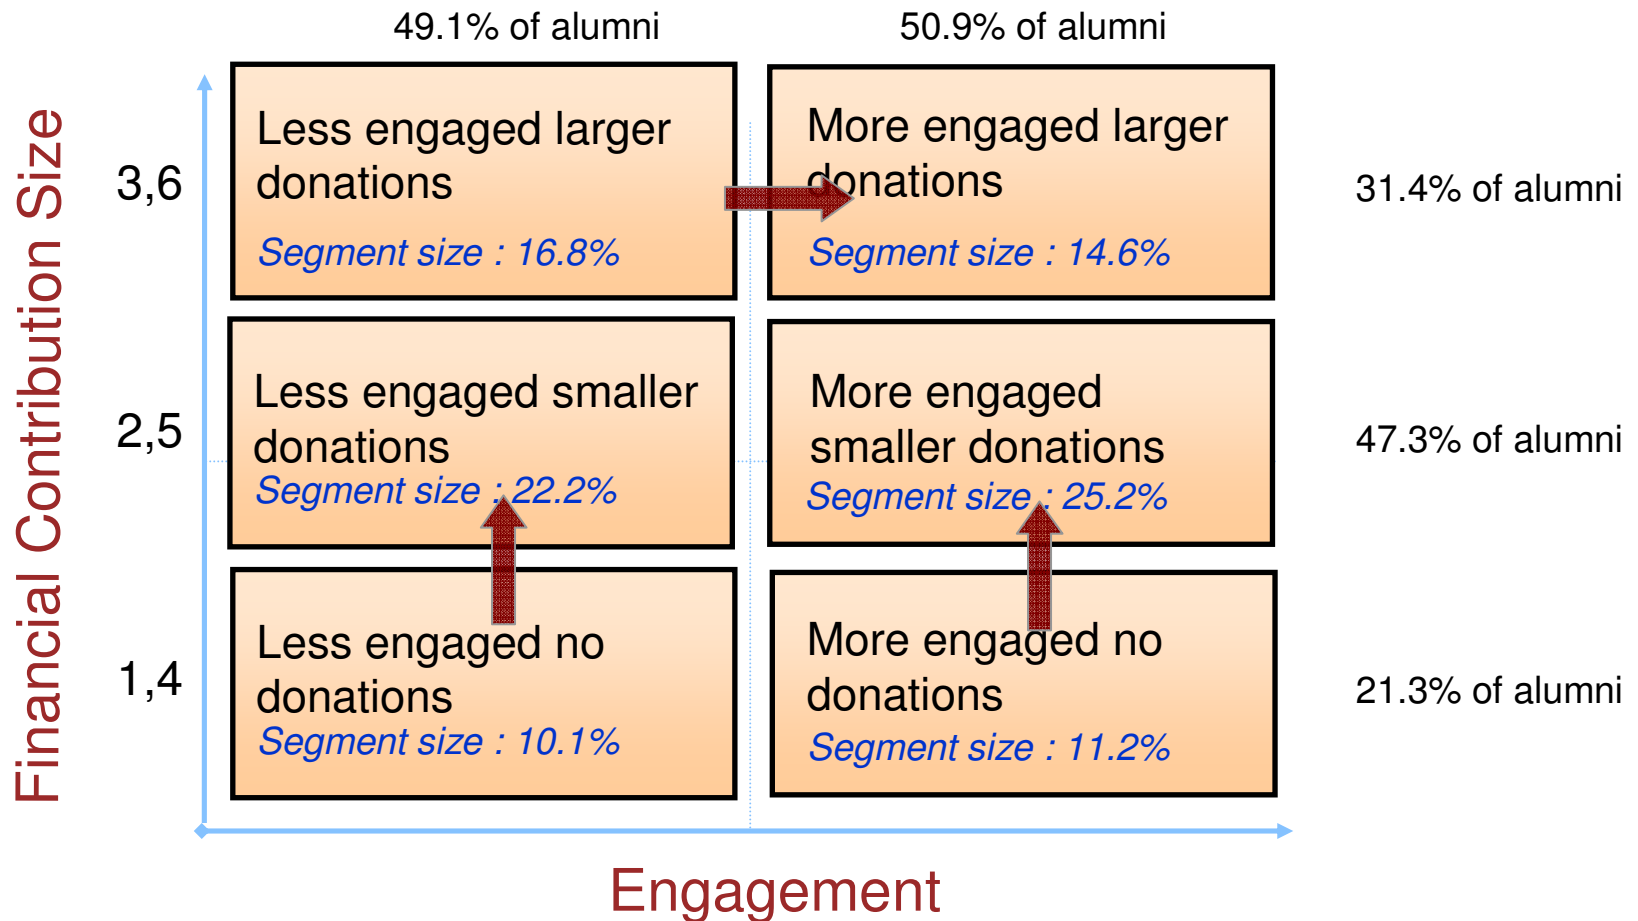 49.1% of alumni
50.9% of alumni
Financial Contribution Size
3,6
Less engaged larger
donations
Segment size : 16.8%
More engaged larger
donations
Segment size : 14.6%
31.4% of alumni
2,5
Less engaged smaller
donations
Segment size : 22.2%
More engaged
smaller donations
Segment size : 25.2%
47.3% of alumni
1,4
Less engaged no
donations
Segment size : 10.1%
More engaged no
donations
Segment size : 11.2%
21.3% of alumni
Engagement